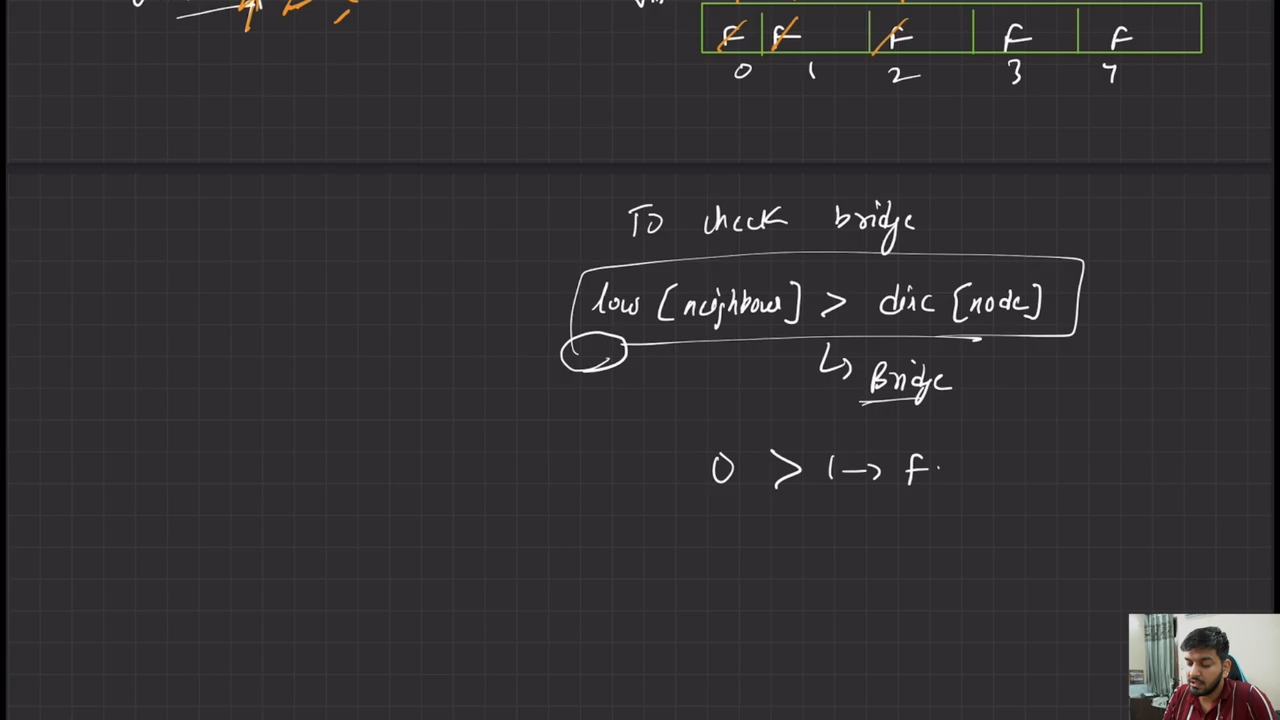 F F F F F
0 1 2 3 4
To check bridge
low [neighbour] > disc [node]
↳ Bridge
0 > 1 → F.